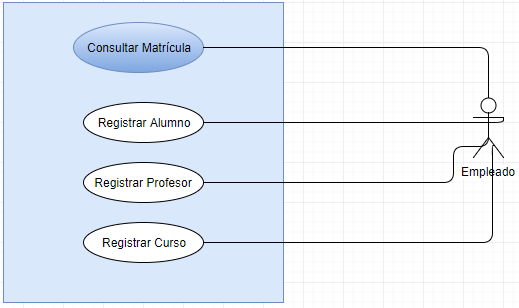 Consultar Matrícula
Registrar Alumno
Registrar Profesor
Empleado
Registrar Curso